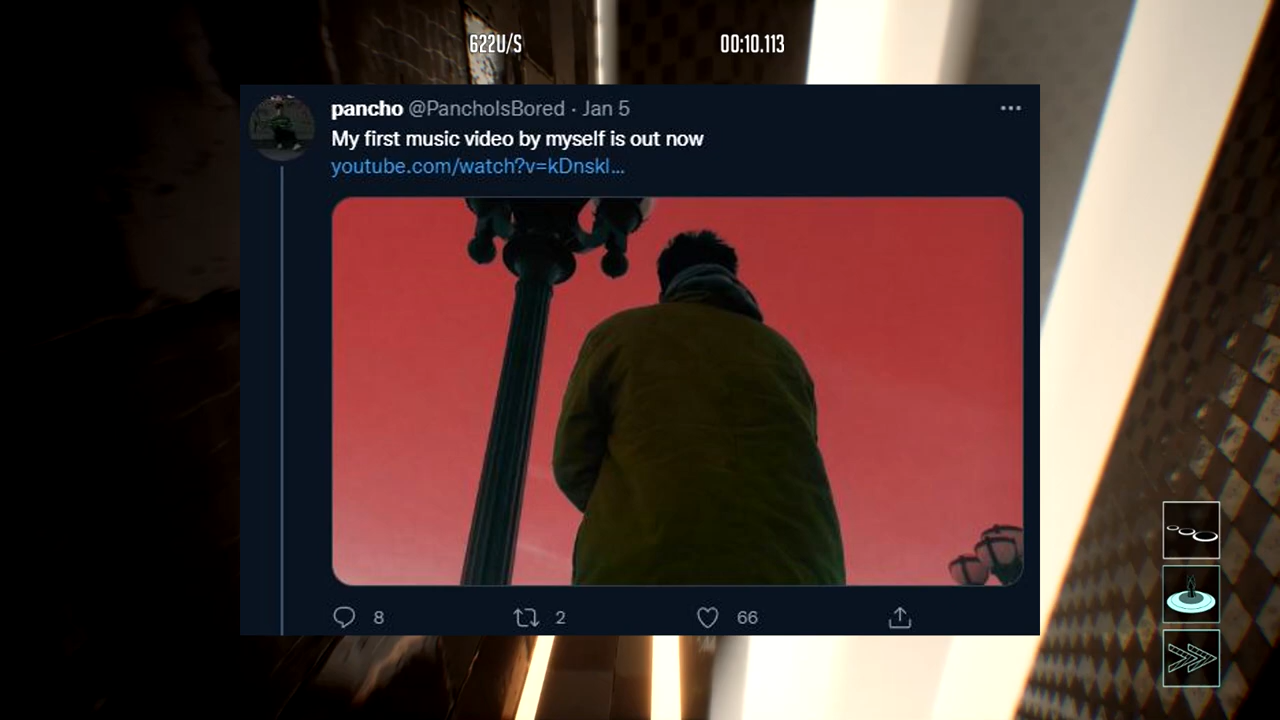 622U/S
00:10.113
pancho @PanchoIsBored · Jan 5
My first music video by myself is out now
youtube.com/watch?v=kDnskl...
8 2 66